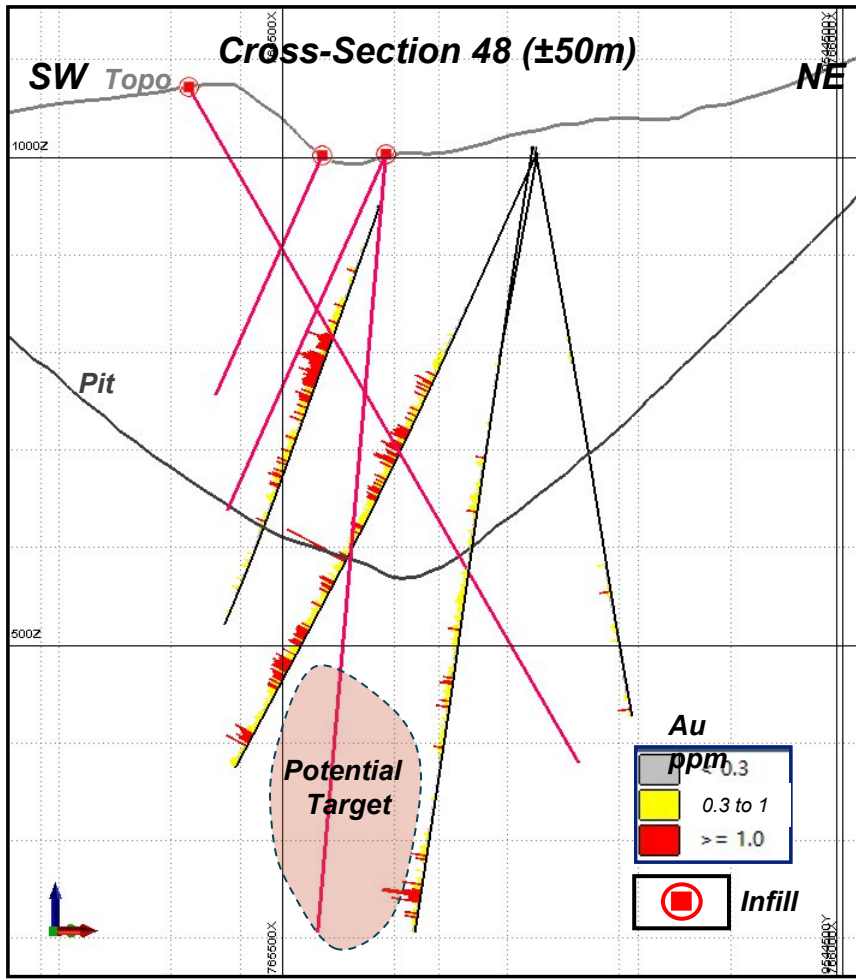 Cross-Section 48 (±50m)
SW
Topo
NE
1000Z
Pit
500Z
Potential
Target
Au
ppm
< 0.3
0.3 to 1
>= 1.0
Infill
765500X